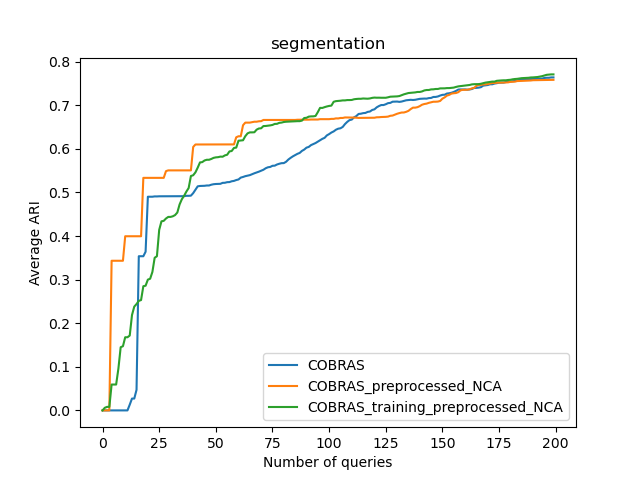 segmentation
0.8
0.7
0.6
0.5
0.4
0.3
0.2
0.1
0.0
Average ARI
COBRAS
COBRAS_preprocessed_NCA
COBRAS_training_preprocessed_NCA
0 25 50 75 100 125 150 175 200
Number of queries